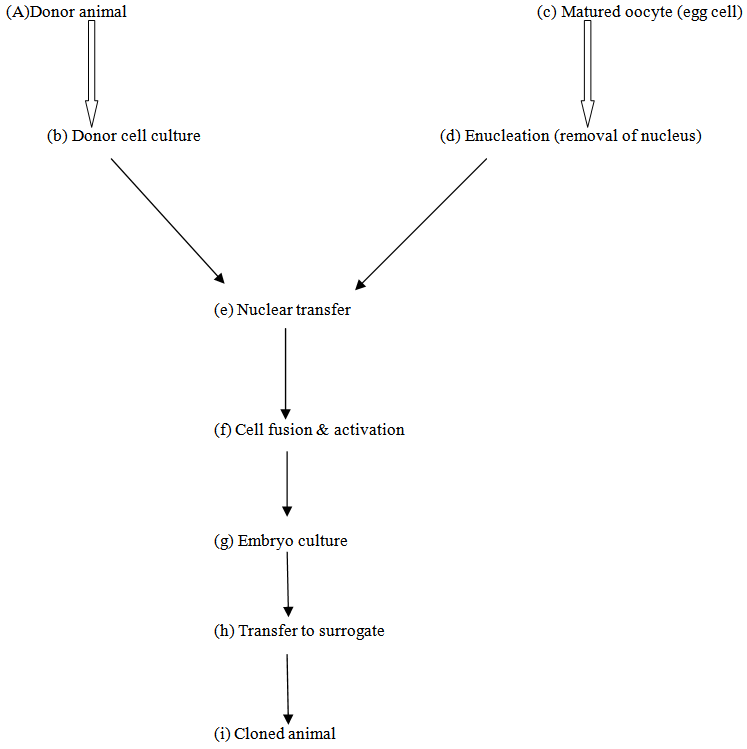 (A)Donor animal
(c) Matured oocyte (egg cell)
(b) Donor cell culture
(d) Enucleation (removal of nucleus)
(e) Nuclear transfer
(f) Cell fusion & activation
(g) Embryo culture
(h) Transfer to surrogate
(i) Cloned animal